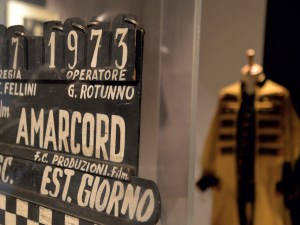 7 1973
REGIA OPERATORE
FELLINI G. ROTUNNO
AMARCORD
F.C. PRODUZIONI. Film
EST. GIORNO